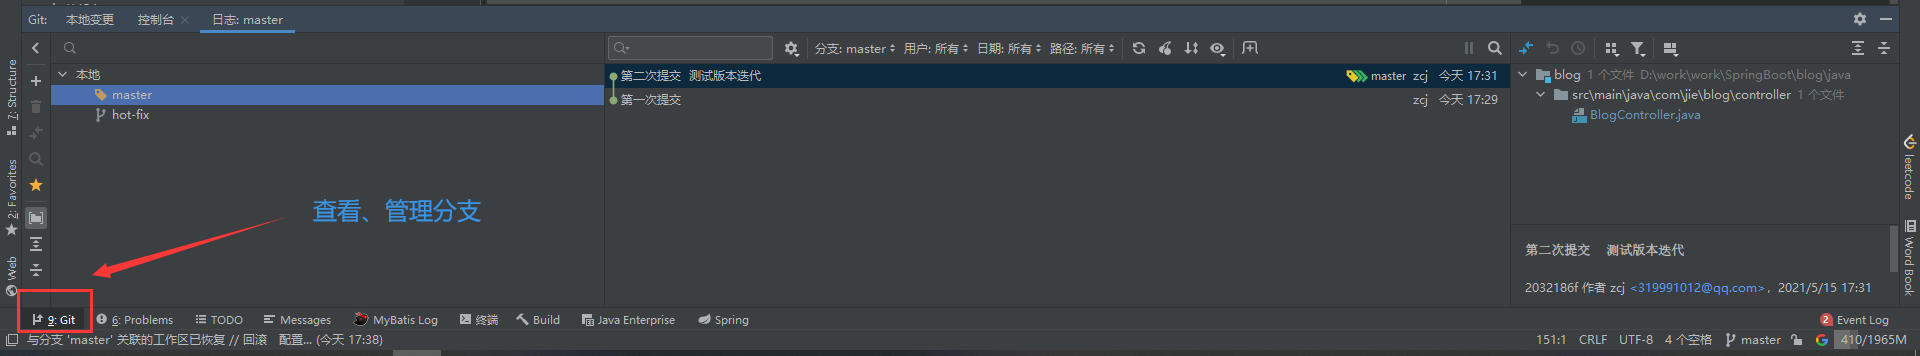 Git: 本地变更 控制台 日志: master
分支: master 用户: 所有 日期: 所有 路径: 所有
本地
master
hot-fix
第二次提交 测试版本迭代 master zcj 今天 17:31
第一次提交 zcj 今天 17:29
blog 1 个文件 D:\work\work\SpringBoot\blog\java
src\main\java\com\jie\blog\controller 1 个文件
BlogController.java
查看、管理分支
第二次提交 测试版本迭代
2032186f 作者 zcj <319991012@qq.com>, 2021/5/15 17:31
Z: Structure
2: Favorites
Web
leetcode
Word Book
9: Git 6: Problems TODO Messages MyBatis Log 终端 Build Java Enterprise Spring 2 Event Log
与分支 'master' 关联的工作区已恢复 // 回滚 配置... (今天 17:38) 151:1 CRLF UTF-8 4 个空格 master 410/1965M